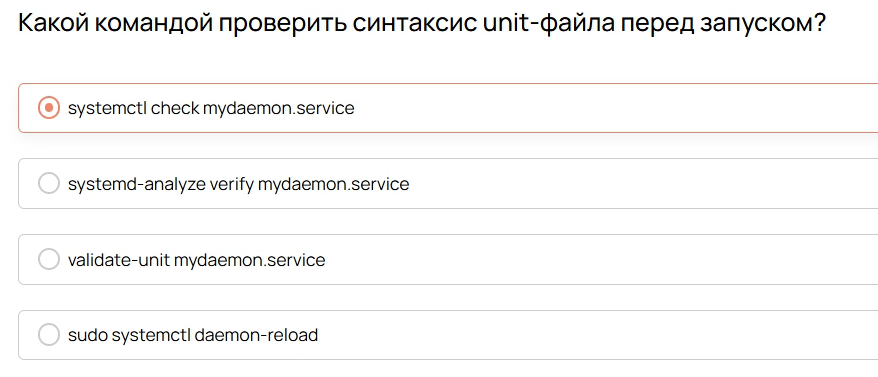 Какой командой проверить синтаксис unit-файла перед запуском?
systemctl check mydaemon.service
systemd-analyze verify mydaemon.service
validate-unit mydaemon.service
sudo systemctl daemon-reload